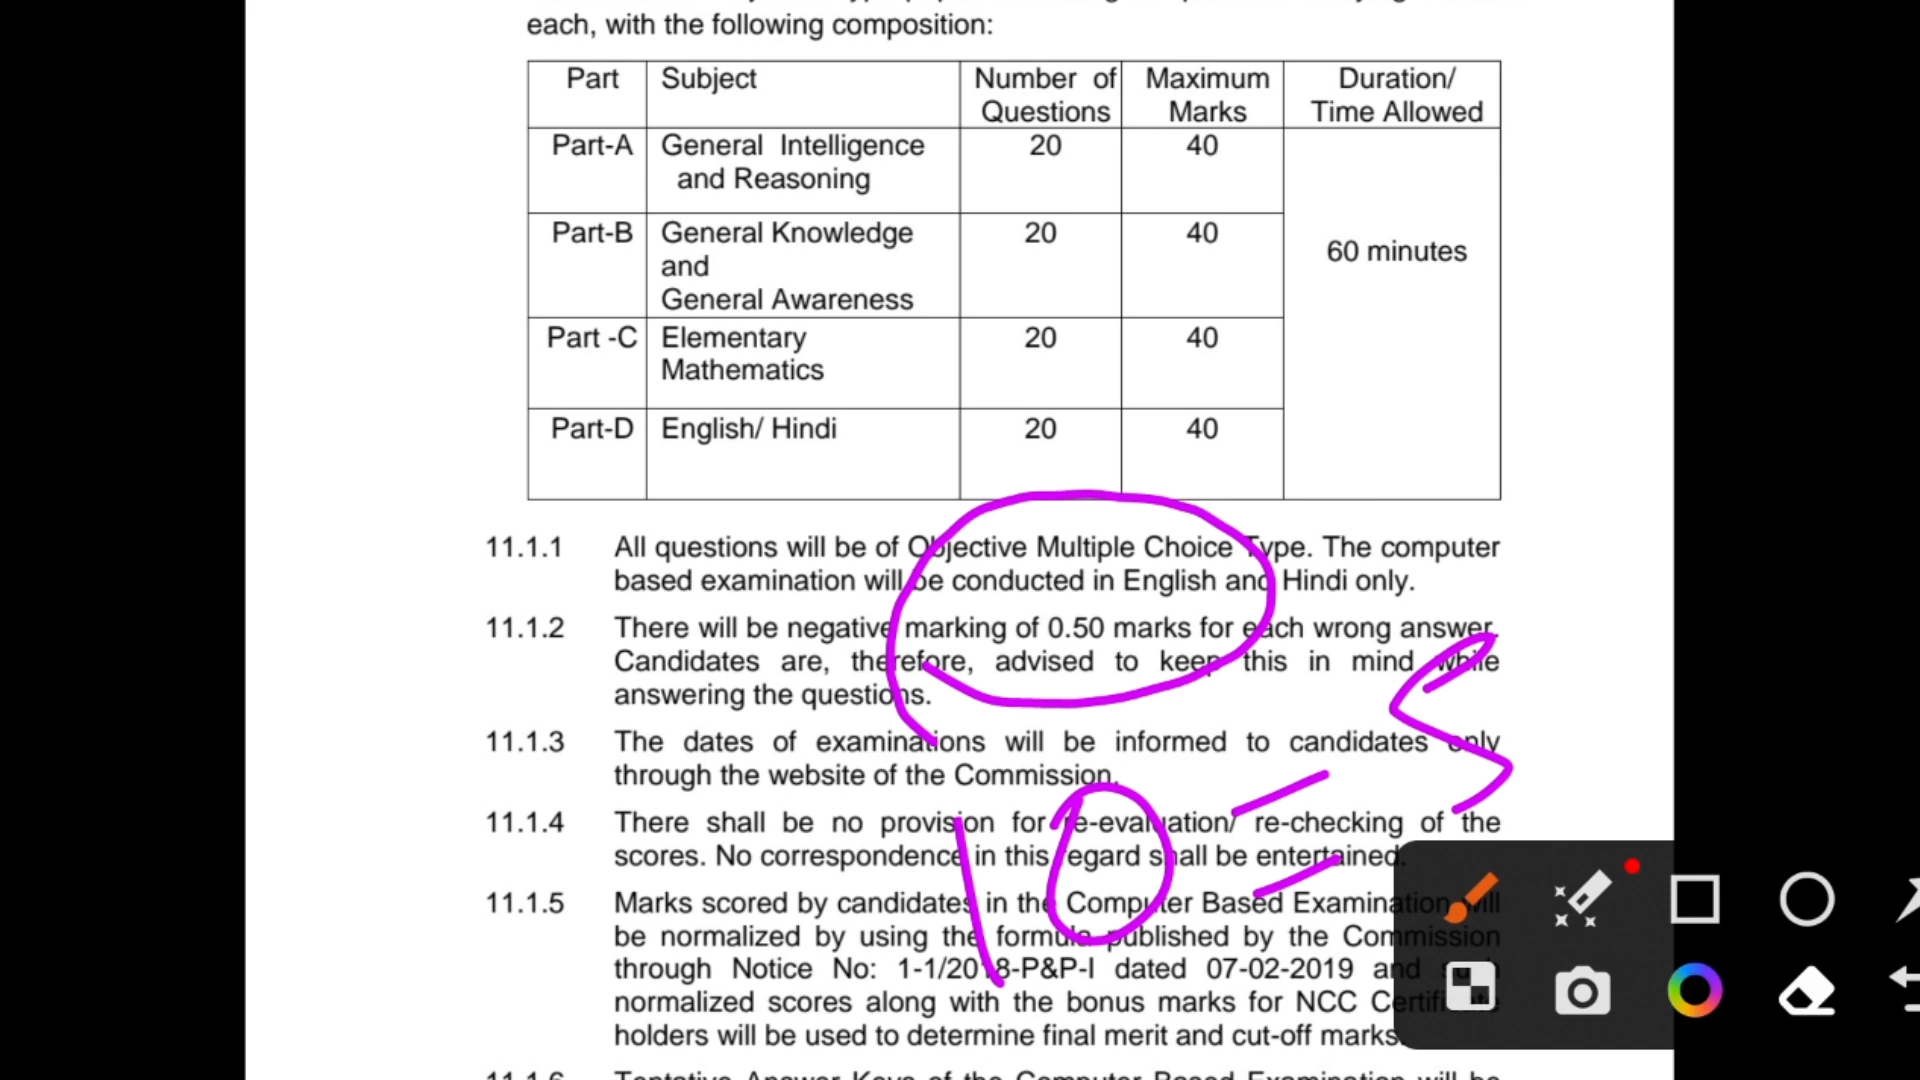 each, with the following composition:
Part Subject Number of Maximum Duration/
Questions Marks Time Allowed
Part-A General Intelligence 20 40
and Reasoning
Part-B General Knowledge 20 40
60 minutes
and
General Awareness
Part -C Elementary 20 40
Mathematics
Part-D English/ Hindi 20 40
11.1.1 All questions will be of Objective Multiple Choice Type. The computer
based examination will be conducted in English and Hindi only.
11.1.2 There will be negative marking of 0.50 marks for each wrong answer.
Candidates are, therefore, advised to keep this in mind while
answering the questions.
11.1.3 The dates of examinations will be informed to candidates only
through the website of the Commission.
11.1.4 There shall be no provision for re-evaluation/ re-checking of the
scores. No correspondence in this regard shall be entertained.
10 = 5
11.1.5 Marks scored by candidates in the Computer Based Examination will
be normalized by using the formula published by the Commission
through Notice No: 1-1/2018-P&P-I dated 07-02-2019 and such
normalized scores along with the bonus marks for NCC Certificate
holders will be used to determine final merit and cut-off marks.